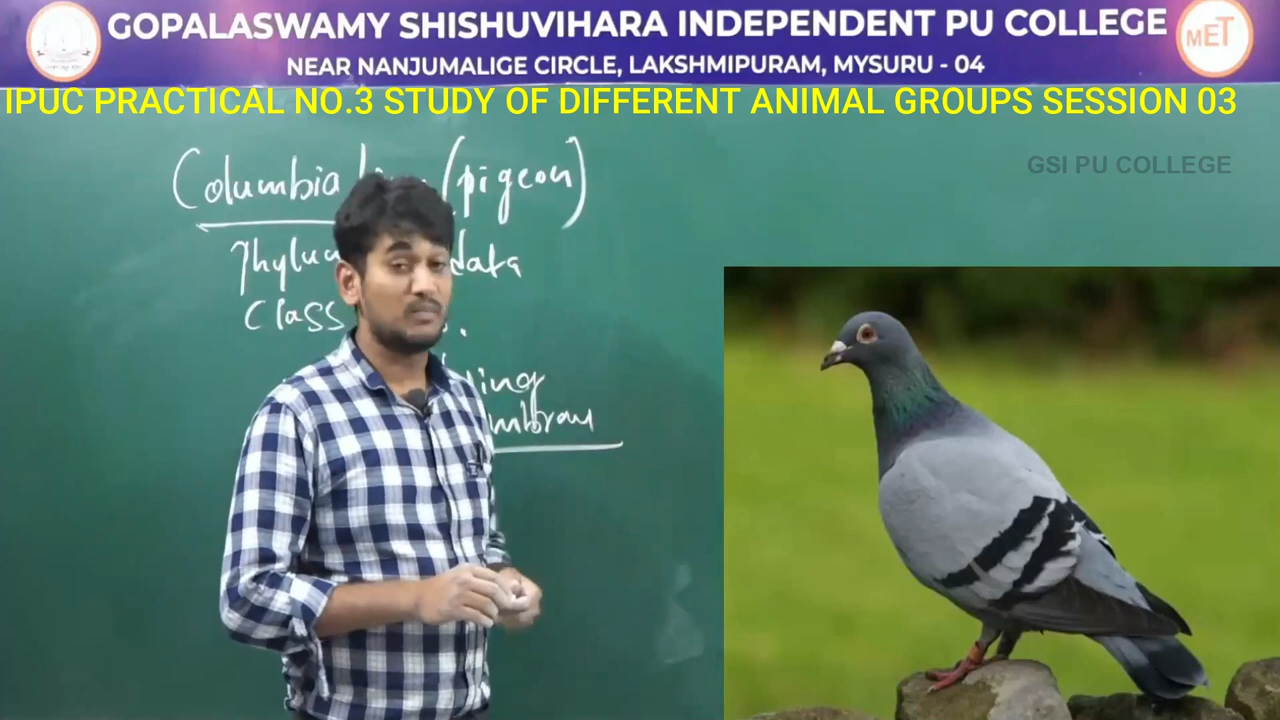 GOPALASWAMY SHISHUVIHARA INDEPENDENT PU COLLEGE
MET
NEAR NANJUMALIGE CIRCLE, LAKSHMIPURAM, MYSURU - 04
IPUC PRACTICAL NO.3 STUDY OF DIFFERENT ANIMAL GROUPS SESSION 03
GSI PU COLLEGE
Columbia (pigeon)
data
Class